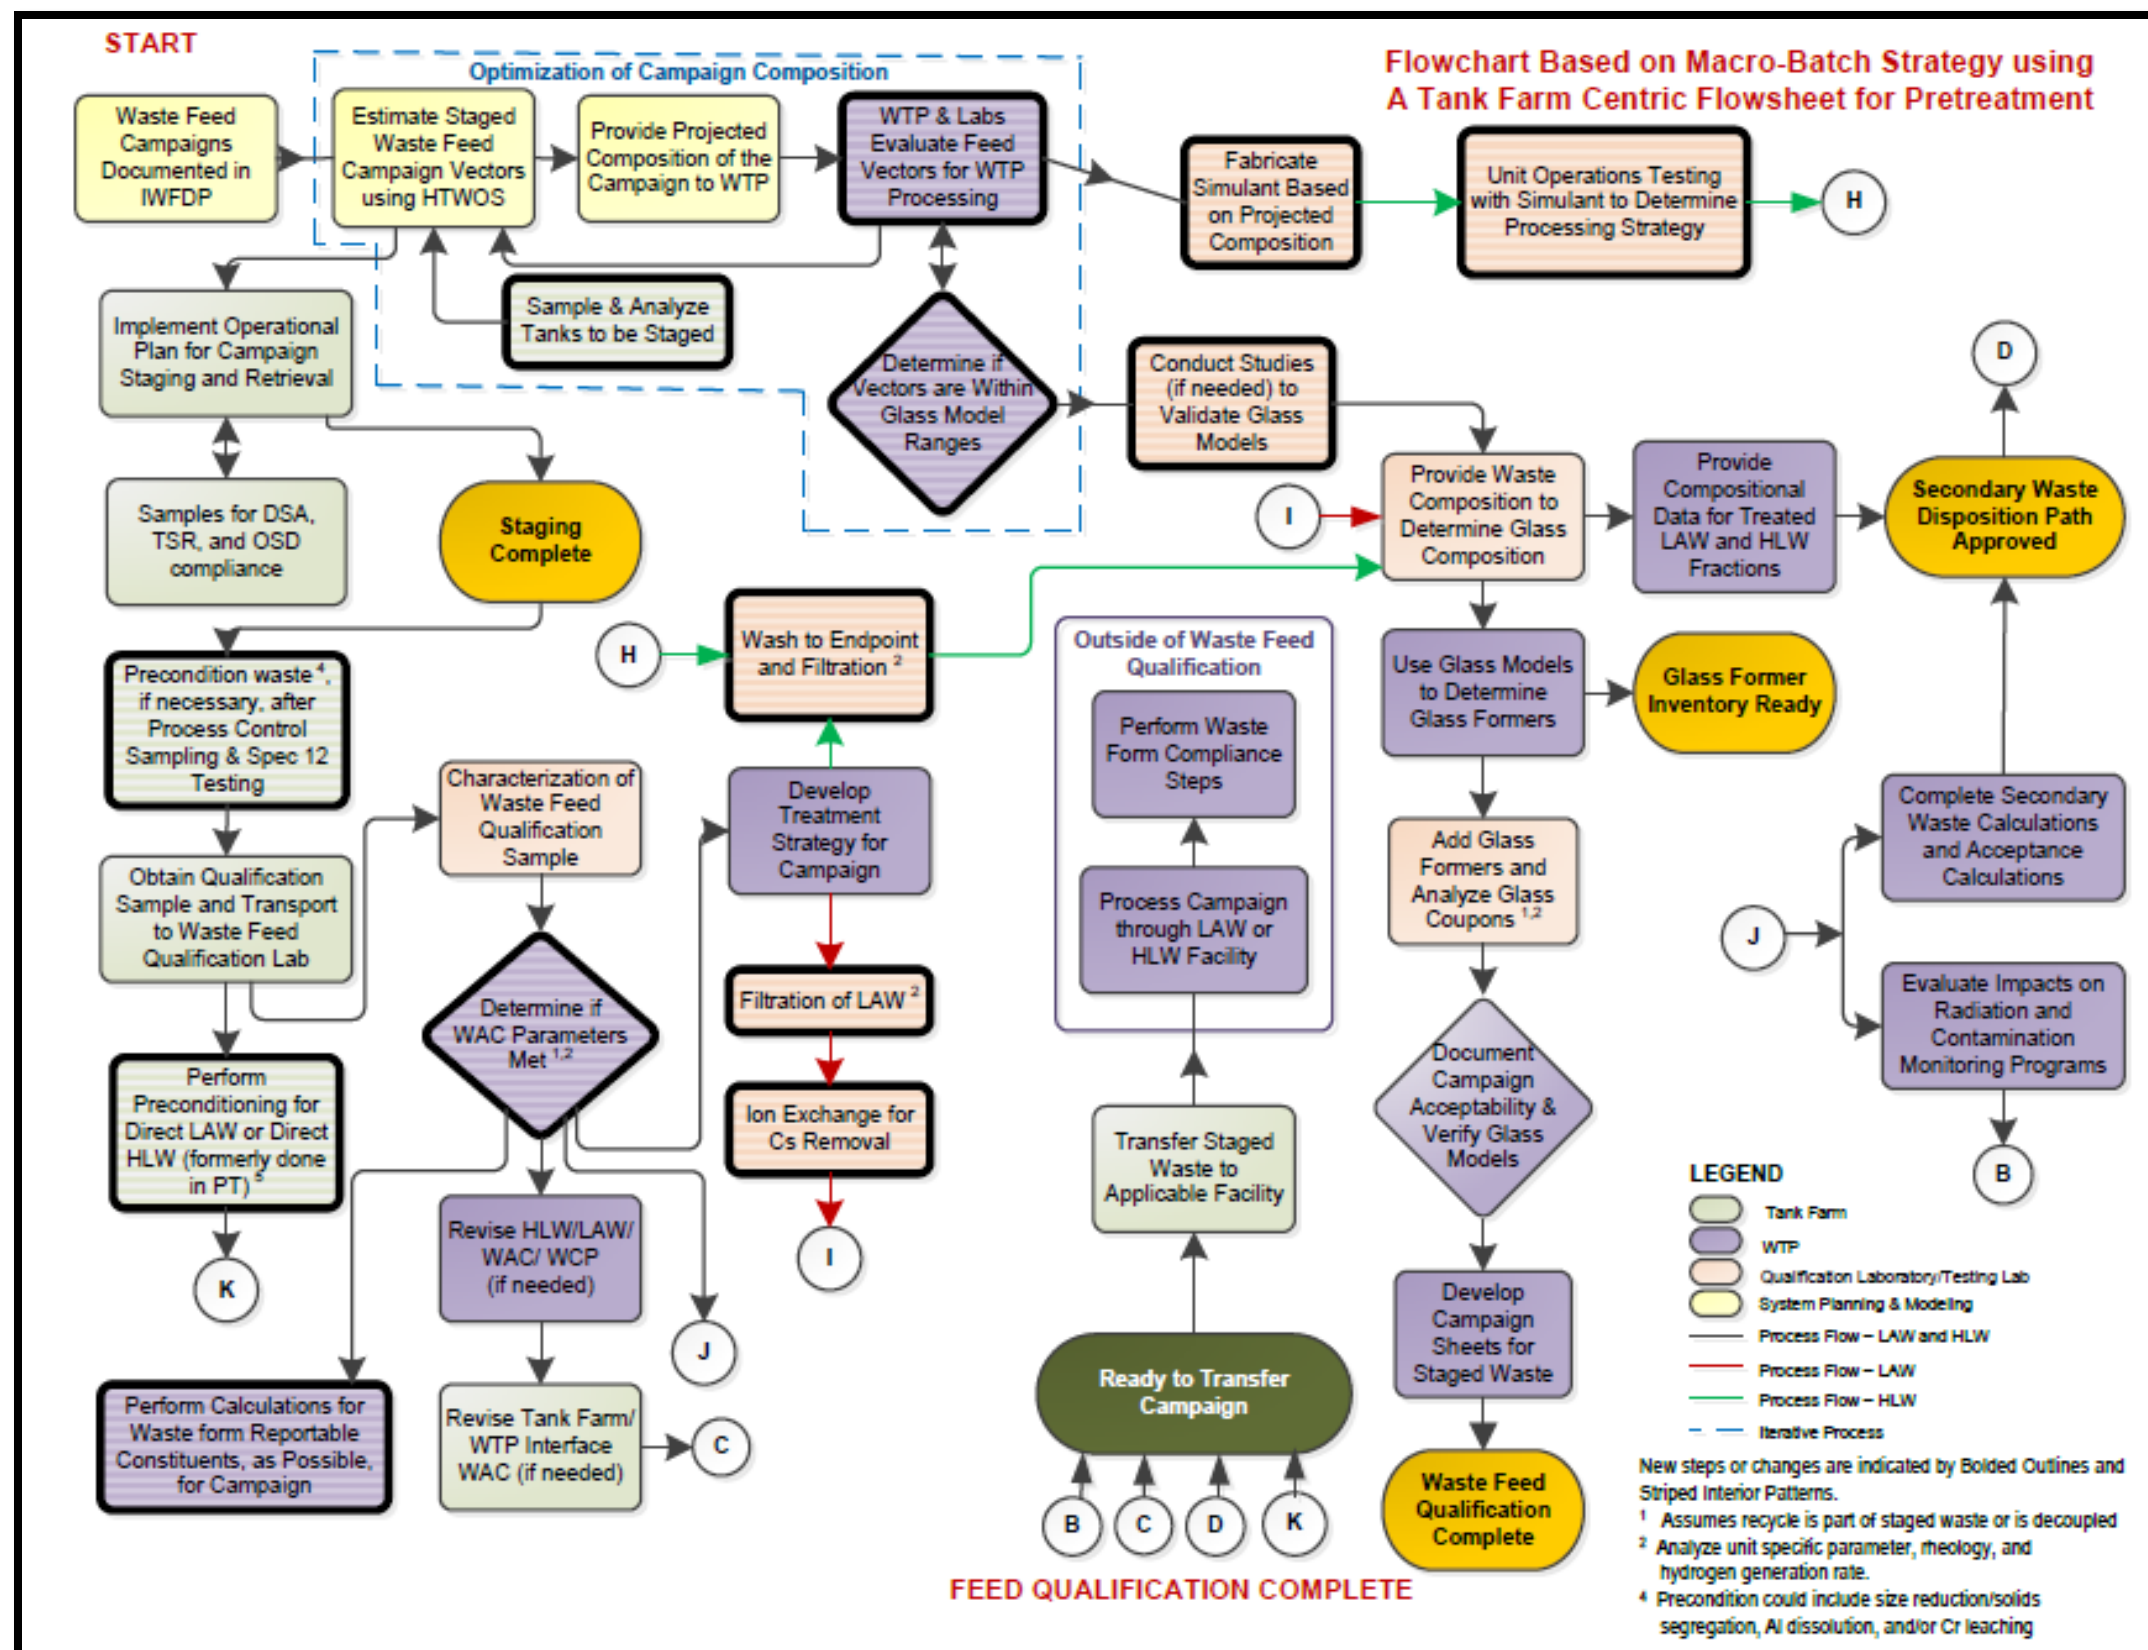 START
Flowchart Based on Macro-Batch Strategy using
A Tank Farm Centric Flowsheet for Pretreatment
Optimization of Campaign Composition
Waste Feed
Campaigns
Documented in
IWFDP
Estimate Staged
Waste Feed
Campaign Vectors
using HTWOS
Provide Projected
Composition of the
Campaign to WTP
WTP & Labs
Evaluate Feed
Vectors for WTP
Processing
Fabricate
Simulant Based
on Projected
Composition
Unit Operations Testing
with Simulant to Determine
Processing Strategy
H
Implement Operational
Plan for Campaign
Staging and Retrieval
Sample & Analyze
Tanks to be Staged
Determine if
Vectors are Within
Glass Model
Ranges
Conduct Studies
(if needed) to
Validate Glass
Models
D
Samples for DSA,
TSR, and OSD
compliance
Staging
Complete
I
Provide Waste
Composition to
Determine Glass
Composition
Provide
Compositional
Data for Treated
LAW and HLW
Fractions
Secondary Waste
Disposition Path
Approved
H
Wash to Endpoint
and Filtration 2
Outside of Waste Feed
Qualification
Use Glass Models
to Determine
Glass Formers
Glass Former
Inventory Ready
Precondition waste 4,
if necessary, after
Process Control
Sampling & Spec 12
Testing
Characterization of
Waste Feed
Qualification
Sample
Develop
Treatment
Strategy for
Campaign
Perform Waste
Form Compliance
Steps
Add Glass
Formers and
Analyze Glass
Coupons 1,2
Complete Secondary
Waste Calculations
and Acceptance
Calculations
Obtain Qualification
Sample and Transport
to Waste Feed
Qualification Lab
Process Campaign
through LAW or
HLW Facility
J
Determine if
WAC Parameters
Met 1,2
Filtration of LAW 2
Evaluate Impacts on
Radiation and
Contamination
Monitoring Programs
Perform
Preconditioning for
Direct LAW or Direct
HLW (formerly done
in PT) 5
Ion Exchange for
Cs Removal
Transfer Staged
Waste to
Applicable Facility
Document
Campaign
Acceptability &
Verify Glass
Models
B
K
Revise HLW/LAW/
WAC/ WCP
(if needed)
I
J
Develop
Campaign
Sheets for
Staged Waste
Perform Calculations for
Waste form Reportable
Constituents, as Possible,
for Campaign
Revise Tank Farm/
WTP Interface
WAC (if needed)
C
Ready to Transfer
Campaign
B
C
D
K
Waste Feed
Qualification
Complete
FEED QUALIFICATION COMPLETE
LEGEND
Tank Farm
WTP
Qualification Laboratory/Testing Lab
System Planning & Modeling
Process Flow – LAW and HLW
Process Flow – LAW
Process Flow – HLW
Iterative Process
New steps or changes are indicated by Bolded Outlines and
Striped Interior Patterns.
1 Assumes recycle is part of staged waste or is decoupled
2 Analyze unit specific parameter, rheology, and
hydrogen generation rate.
4 Precondition could include size reduction/solids
segregation, Al dissolution, and/or Cr leaching